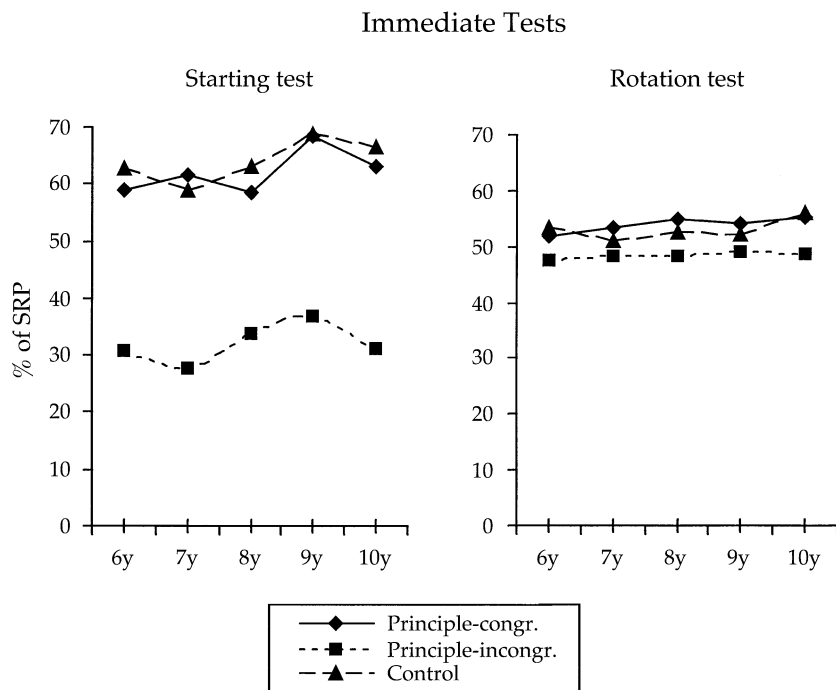 Immediate Tests
Starting test
Rotation test
% of SRP
70
60
50
40
30
20
10
0
6y 7y 8y 9y 10y
70
60
50
40
30
20
10
0
6y 7y 8y 9y 10y
Principle-congr.
Principle-incongr.
Control